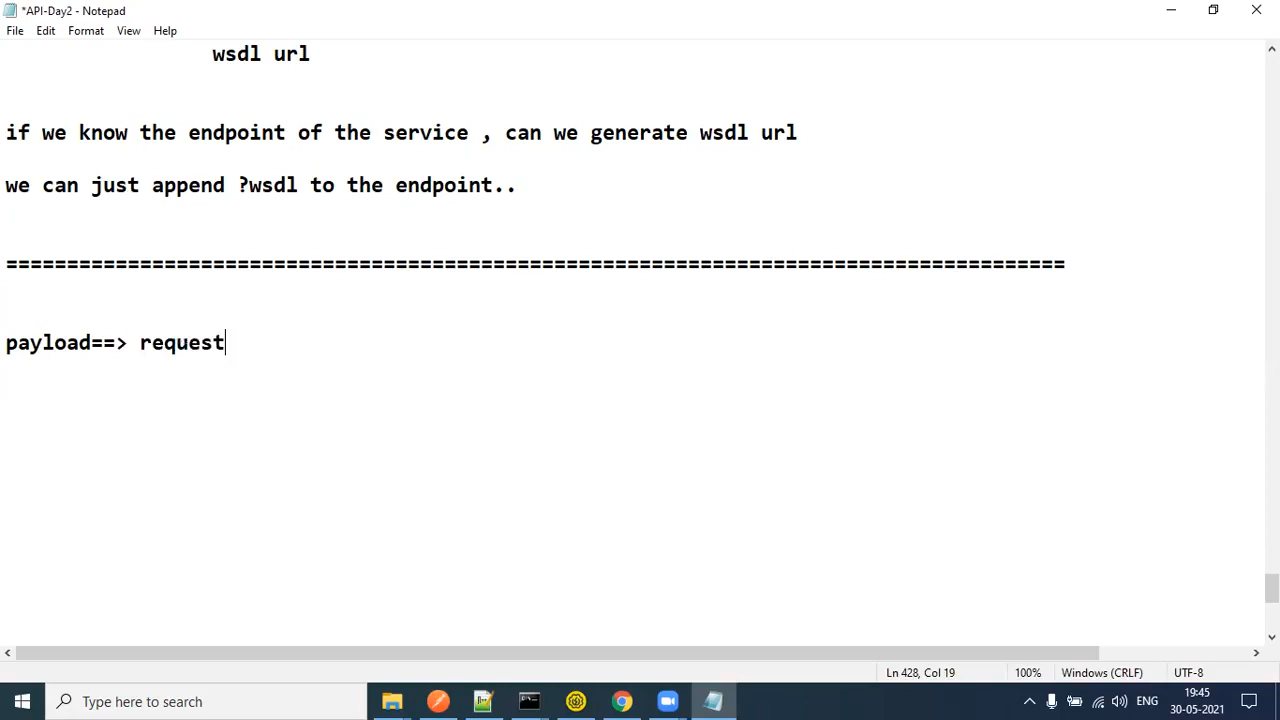 *API-Day2 - Notepad
File Edit Format View Help
wsdl url
if we know the endpoint of the service , can we generate wsdl url
we can just append ?wsdl to the endpoint..
=======================================================================================
payload==> request
Ln 428, Col 19 100% Windows (CRLF) UTF-8
Type here to search
ENG
19:45
30-05-2021